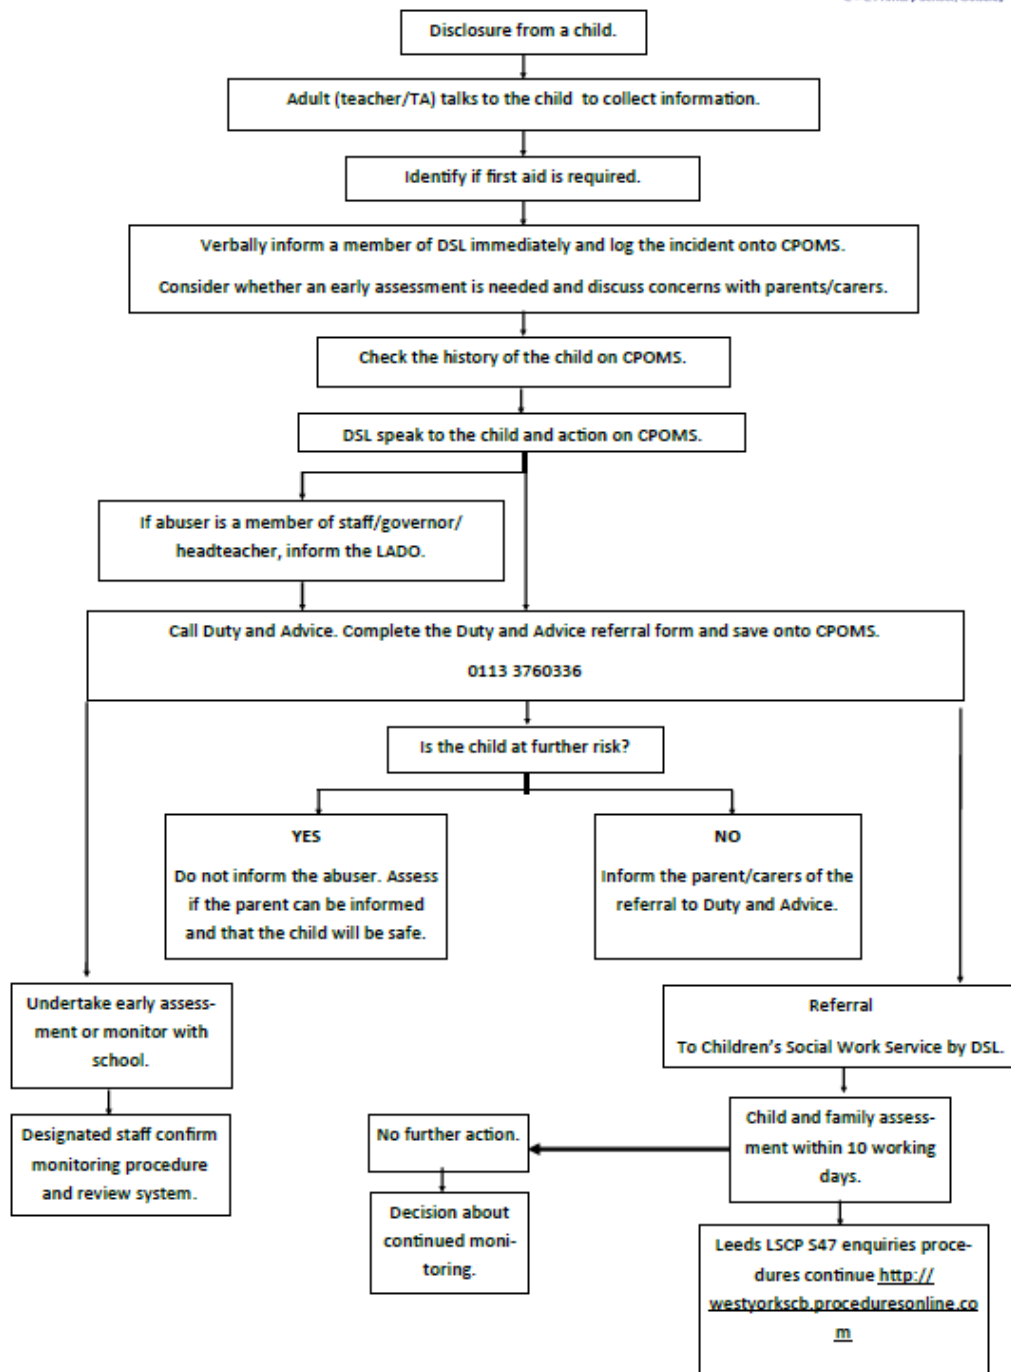 Disclosure from a child.
Adult (teacher/TA) talks to the child to collect information.
Identify if first aid is required.
Verbally inform a member of DSL immediately and log the incident onto CPOMS.
Consider whether an early assessment is needed and discuss concerns with parents/carers.
Check the history of the child on CPOMS.
DSL speak to the child and action on CPOMS.
If abuser is a member of staff/governor/
headteacher, inform the LADO.
Call Duty and Advice. Complete the Duty and Advice referral form and save onto CPOMS.
0113 3760336
Is the child at further risk?
YES
Do not inform the abuser. Assess
if the parent can be informed
and that the child will be safe.
NO
Inform the parent/carers of the
referral to Duty and Advice.
Undertake early assess-
ment or monitor with
school.
Designated staff confirm
monitoring procedure
and review system.
Referral
To Children's Social Work Service by DSL.
Child and family assess-
ment within 10 working
days.
No further action.
Decision about
continued moni-
toring.
Leeds LSCP S47 enquiries proce-
dures continue http://
westyorkscb.proceduresonline.co
m